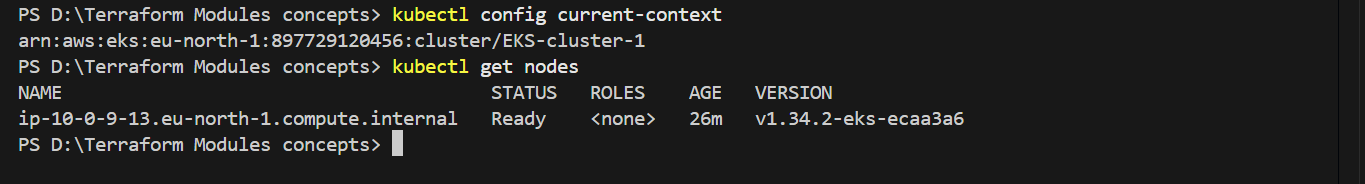 PS D:\Terraform Modules concepts> kubectl config current-context
arn:aws:eks:eu-north-1:897729120456:cluster/EKS-cluster-1
PS D:\Terraform Modules concepts> kubectl get nodes
NAME STATUS ROLES AGE VERSION
ip-10-0-9-13.eu-north-1.compute.internal Ready <none> 26m v1.34.2-eks-ecaa3a6
PS D:\Terraform Modules concepts>